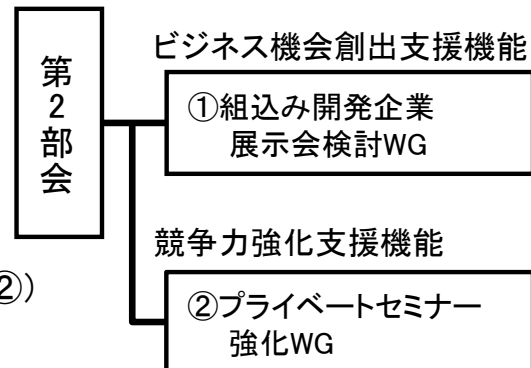 第2部会
ビジネス機会創出支援機能
①組込み開発企業
展示会検討WG
競争力強化支援機能
②)
②プライベートセミナー
強化WG